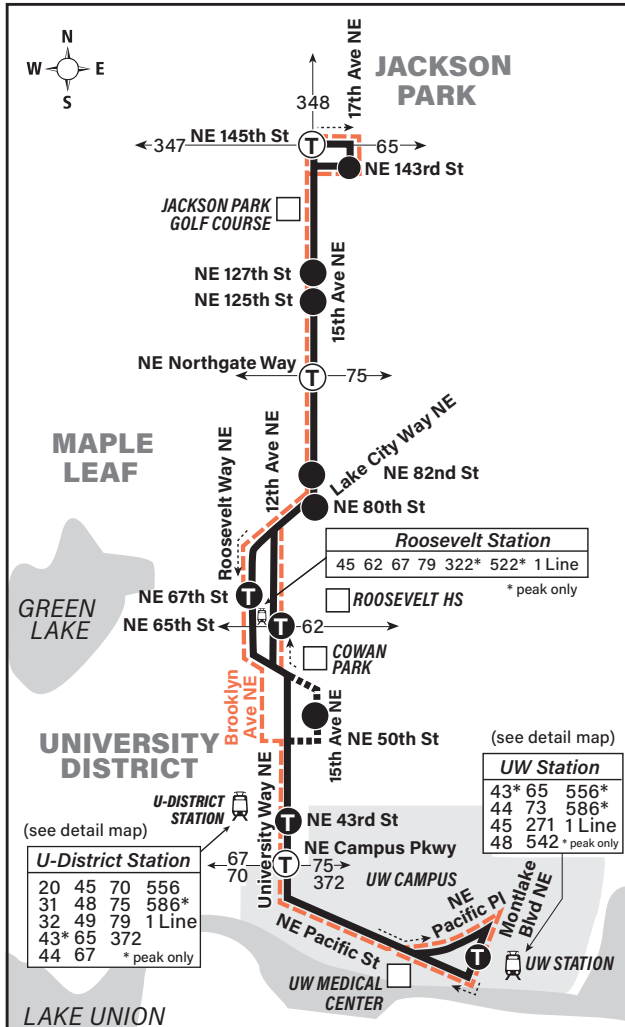 N
W E
S
JACKSON
PARK
17th Ave NE
348
NE 145th St
T
347
65
NE 143rd St
JACKSON PARK
GOLF COURSE
NE 127th St
NE 125th St
15th Ave NE
NE Northgate Way
T
75
MAPLE
LEAF
Lake City Way NE
NE 82nd St
NE 80th St
Roosevelt Way NE
12th Ave NE
Roosevelt Station
45 62 67 79 322* 522* 1 Line
* peak only
NE 67th St
T
ROOSEVELT HS
GREEN
LAKE
NE 65th St
T
62
COWAN
PARK
Brooklyn
Ave NE
15th Ave NE
NE 50th St
UNIVERSITY
DISTRICT
University Way NE
(see detail map)
UW Station
43* 65 556*
44 73 586*
45 271 1 Line
48 542 * peak only
U-DISTRICT
STATION
T
NE 43rd St
(see detail map)
U-District Station
20 45 70 556
31 48 75 586*
32 49 79 1 Line
43* 65 372
44 67 * peak only
NE Campus Pkwy
67
70
T
75
372
UW CAMPUS
NE
Pacific Pl
Montlake
Blvd NE
NE Pacific St
T
UW STATION
UW MEDICAL
CENTER
LAKE UNION